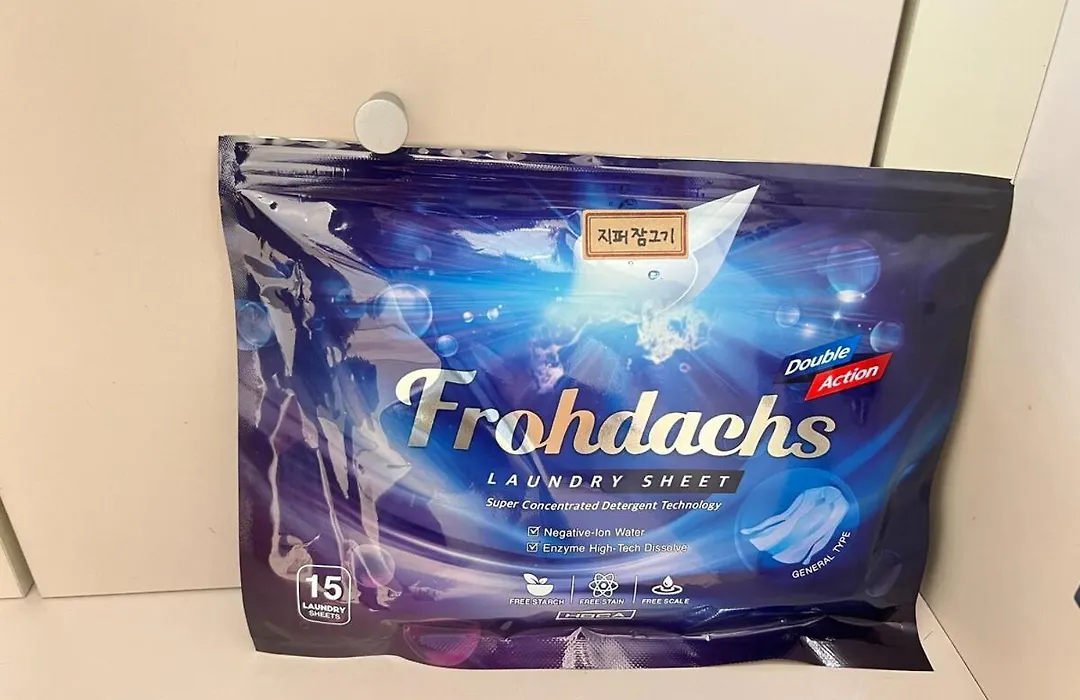 지퍼잠그기
Double
Action
Frohdachs
LAUNDRY SHEET
Super Concentrated Detergent Technology
Negative-Ion Water
Enzyme High-Tech Dissolve
GENERAL TYPE
15
LAUNDRY
SHEETS
FREE STARCH
FREE STAIN
FREE SCALE